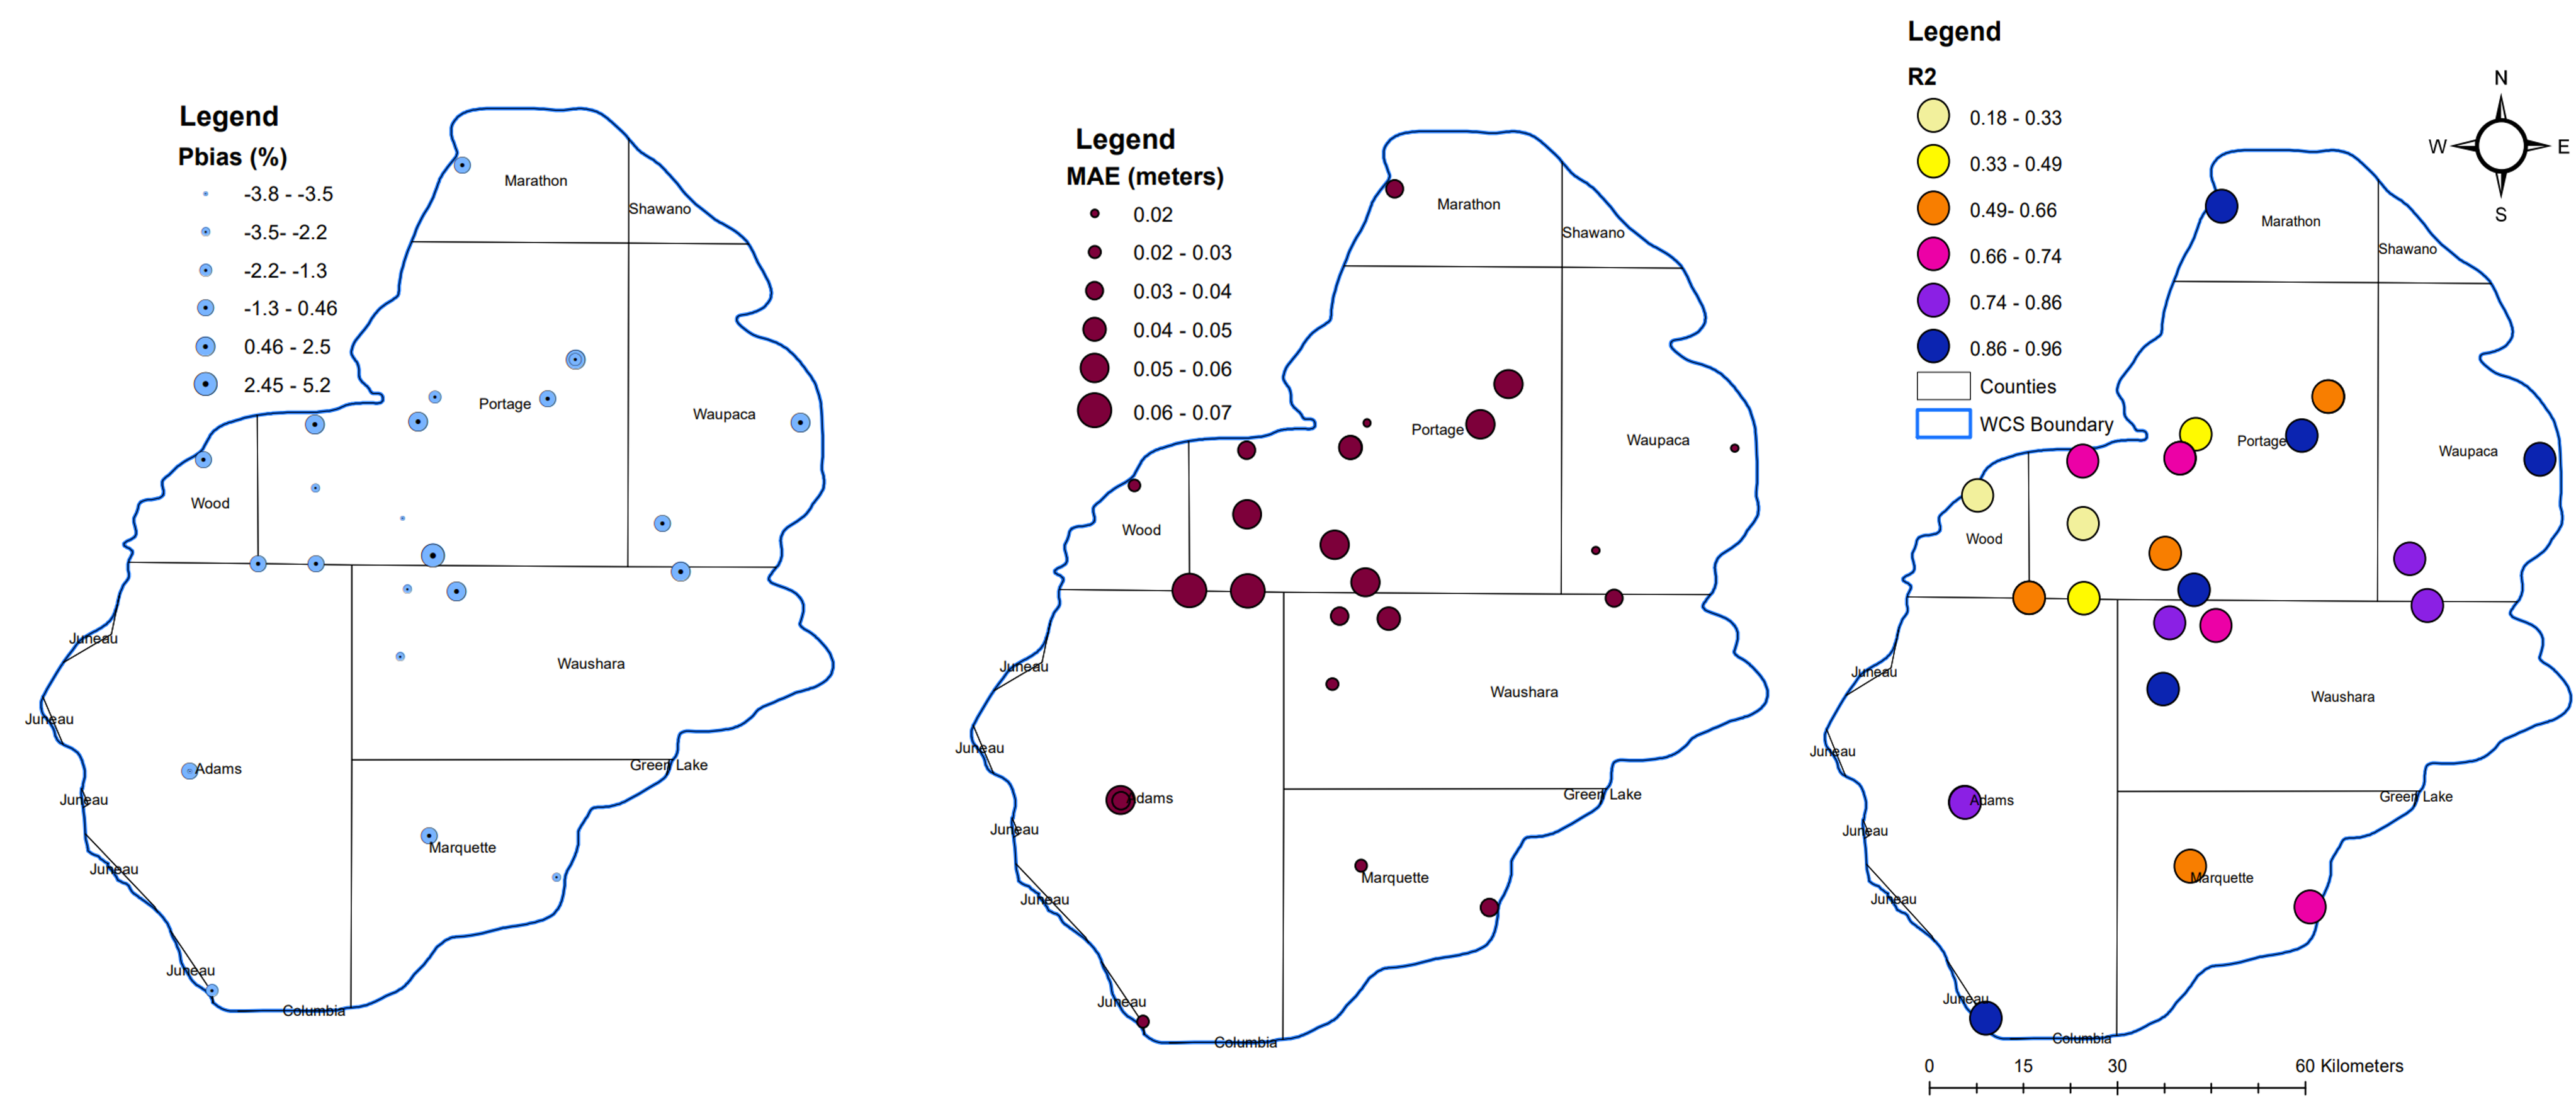 Legend
Pbias (%)
-3.8 - -3.5
-3.5- -2.2
-2.2- -1.3
-1.3 - 0.46
0.46 - 2.5
2.45 - 5.2
Marathon
Shawano
Portage
Waupaca
Wood
Juneau
Waushara
Juneau
Adams
Green Lake
Juneau
Marquette
Juneau
Juneau
Columbia
Legend
MAE (meters)
0.02
0.02 - 0.03
0.03 - 0.04
0.04 - 0.05
0.05 - 0.06
0.06 - 0.07
Marathon
Shawano
Portage
Waupaca
Wood
Juneau
Waushara
Juneau
Adams
Green Lake
Juneau
Marquette
Juneau
Juneau
Columbia
Legend
R2
0.18 - 0.33
0.33 - 0.49
0.49- 0.66
0.66 - 0.74
0.74 - 0.86
0.86 - 0.96
Counties
WCS Boundary
N
W E
S
Marathon
Shawano
Portage
Waupaca
Wood
Juneau
Waushara
Juneau
Adams
Green Lake
Juneau
Marquette
Juneau
Juneau
Columbia
0 15 30 60 Kilometers